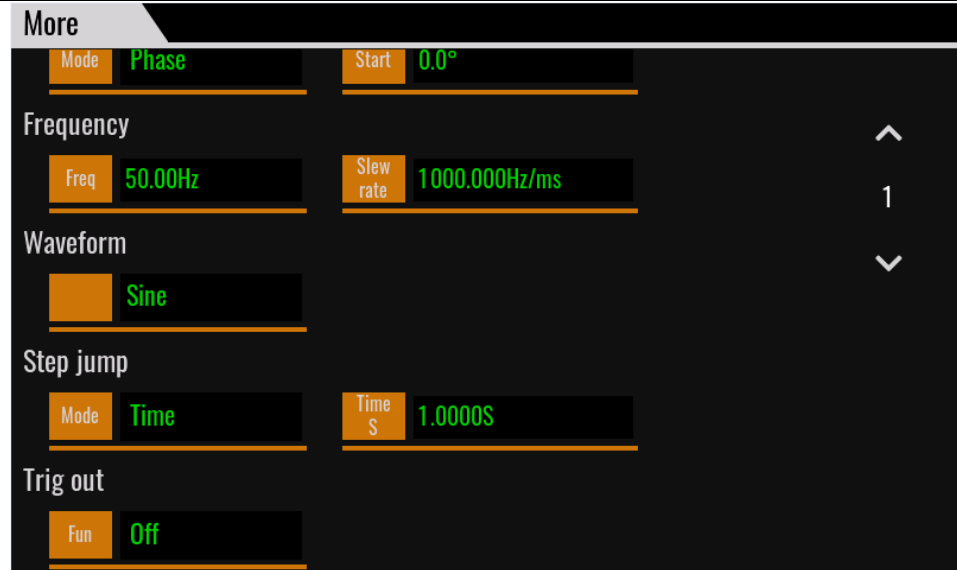 More
Mode Phase Start 0.0°
Frequency
Freq 50.00Hz Slew rate 1000.000Hz/ms
1
Waveform
Sine
Step jump
Mode Time Time S 1.0000S
Trig out
Fun Off